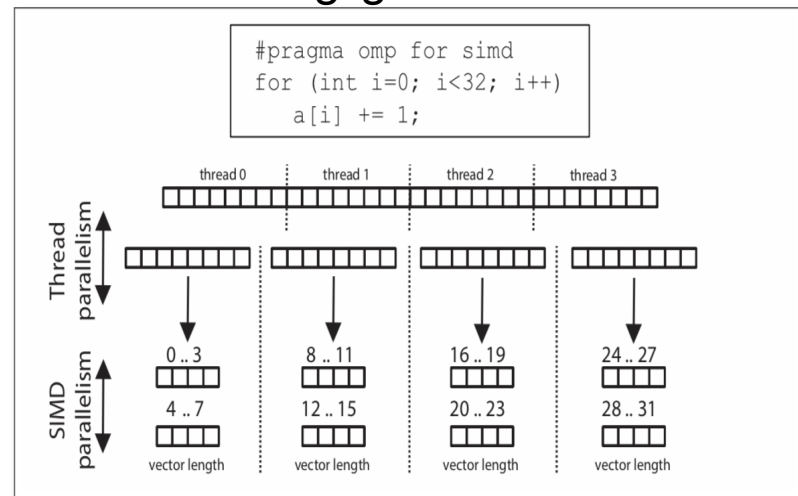 #pragma omp for simd
for (int i=0; i<32; i++)
a[i] += 1;
thread 0 thread 1 thread 2 thread 3
Thread
parallelism
0 .. 3 8 .. 11 16 .. 19 24 .. 27
SIMD
parallelism
4 .. 7 12 .. 15 20 .. 23 28 .. 31
vector length vector length vector length vector length